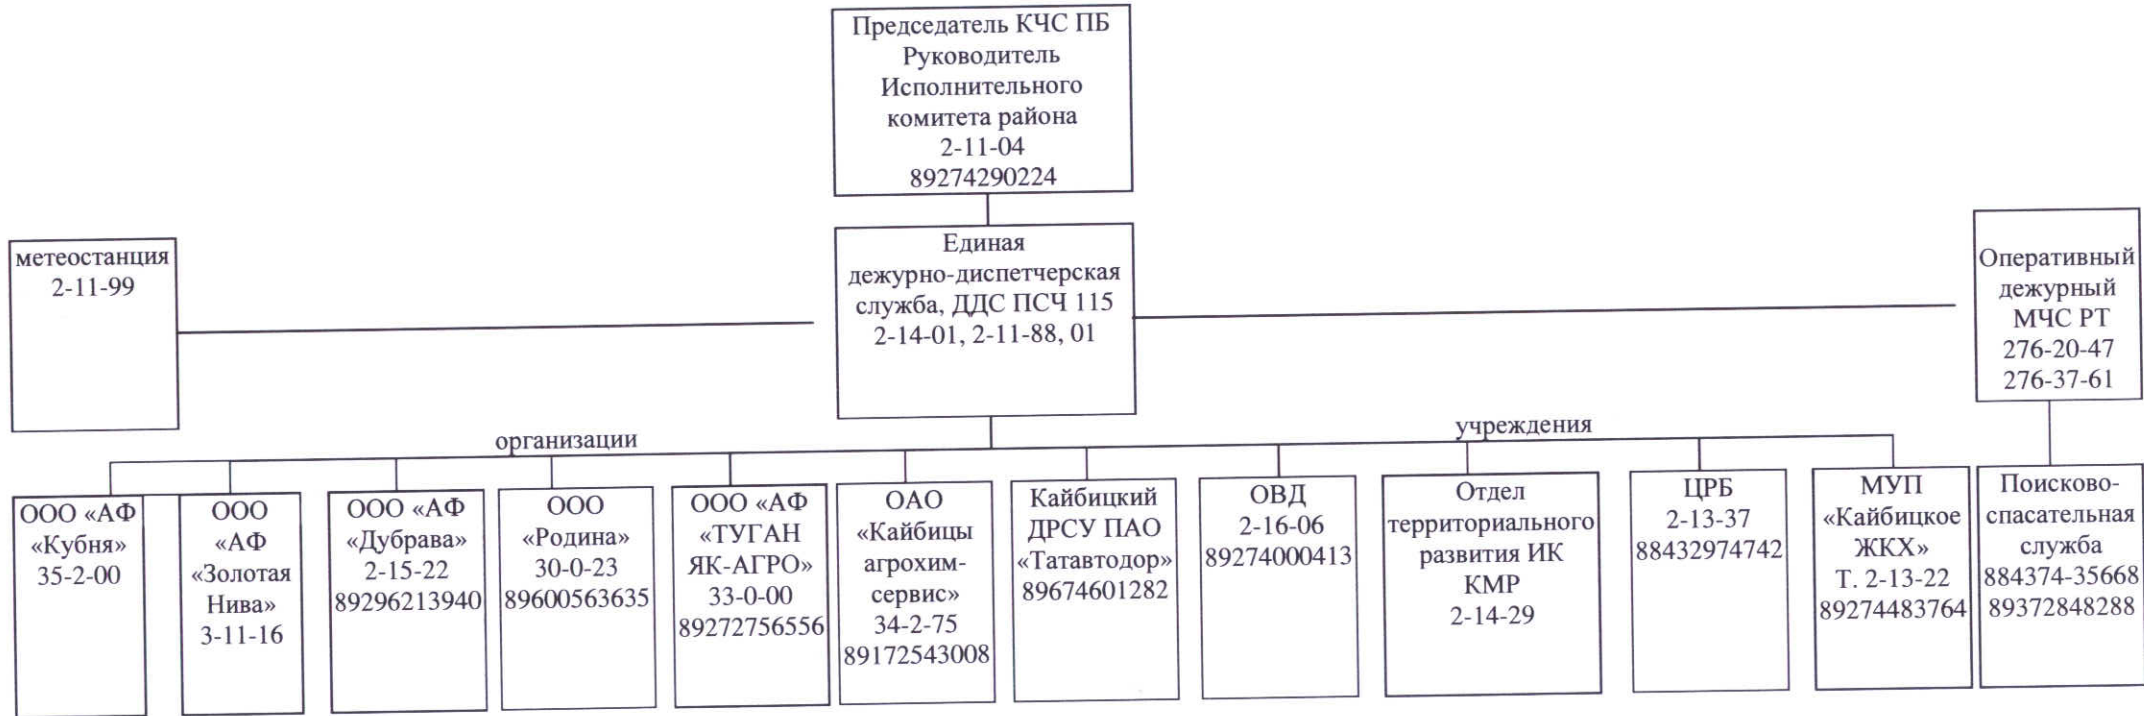 Председатель КЧС ПБ
Руководитель
Исполнительного
комитета района
2-11-04
89274290224
метеостанция
2-11-99
Единая
дежурно-диспетчерская
служба, ДДС ПСЧ 115
2-14-01, 2-11-88, 01
Оперативный
дежурный
МЧС РТ
276-20-47
276-37-61
организации
учреждения
ООО «АФ
«Кубня»
35-2-00
ООО
«АФ
«Золотая
Нива»
3-11-16
ООО «АФ
«Дубрава»
2-15-22
89296213940
ООО
«Родина»
30-0-23
89600563635
ООО «АФ
«ТУГАН
ЯК-АГРО»
33-0-00
89272756556
ОАО
«Кайбицы
агрохим-
сервис»
34-2-75
89172543008
Кайбицкий
ДРСУ ПАО
«Татавтодор»
89674601282
ОВД
2-16-06
89274000413
Отдел
территориального
развития ИК
КМР
2-14-29
ЦРБ
2-13-37
88432974742
МУП
«Кайбицкое
ЖКХ»
Т. 2-13-22
89274483764
Поисково-
спасательная
служба
884374-35668
89372848288